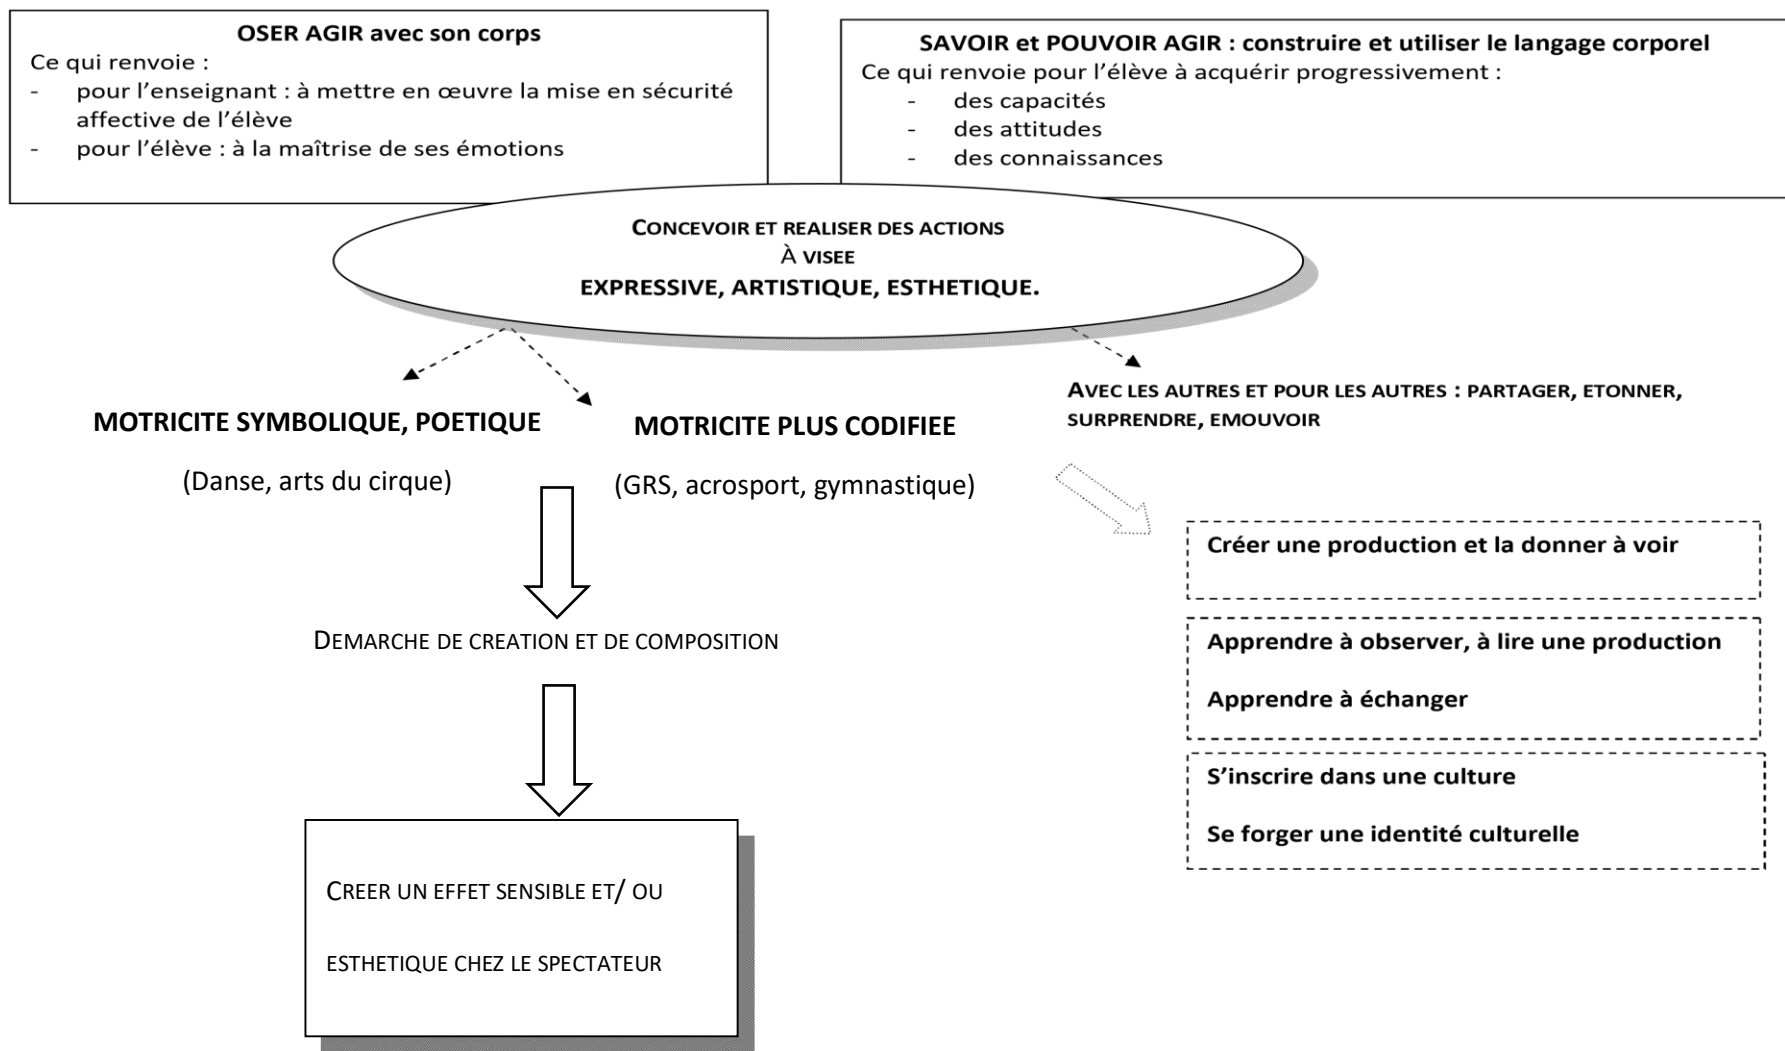 OSER AGIR avec son corps
Ce qui renvoie :
- pour l'enseignant : à mettre en œuvre la mise en sécurité
affective de l'élève
- pour l'élève : à la maîtrise de ses émotions
SAVOIR et POUVOIR AGIR : construire et utiliser le langage corporel
Ce qui renvoie pour l'élève à acquérir progressivement :
- des capacités
- des attitudes
- des connaissances
CONCEVOIR ET REALISER DES ACTIONS
À VISEE
EXPRESSIVE, ARTISTIQUE, ESTHETIQUE.
MOTRICITE SYMBOLIQUE, POETIQUE
(Danse, arts du cirque)
MOTRICITE PLUS CODIFIEE
(GRS, acrosport, gymnastique)
AVEC LES AUTRES ET POUR LES AUTRES : PARTAGER, ETONNER,
SURPRENDRE, EMOUVOIR
DEMARCHE DE CREATION ET DE COMPOSITION
CREER UN EFFET SENSIBLE ET/ OU
ESTHETIQUE CHEZ LE SPECTATEUR
Créer une production et la donner à voir
Apprendre à observer, à lire une production
Apprendre à échanger
S'inscrire dans une culture
Se forger une identité culturelle